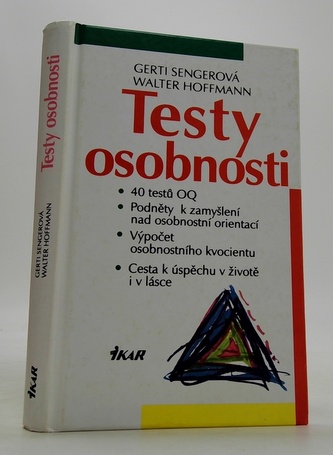 GERTI SENGEROVÁ
WALTER HOFFMANN
Testy
osobnosti
• 40 testů OQ
• Podněty k zamyšlení
nad osobnostní orientací
• Výpočet
osobnostního kvocientu
• Cesta k úspěchu v životě
i v lásce
IKAR
GERTI SENGEROVÁ
WALTER HOFFMANN
Testy osobnosti
IKAR